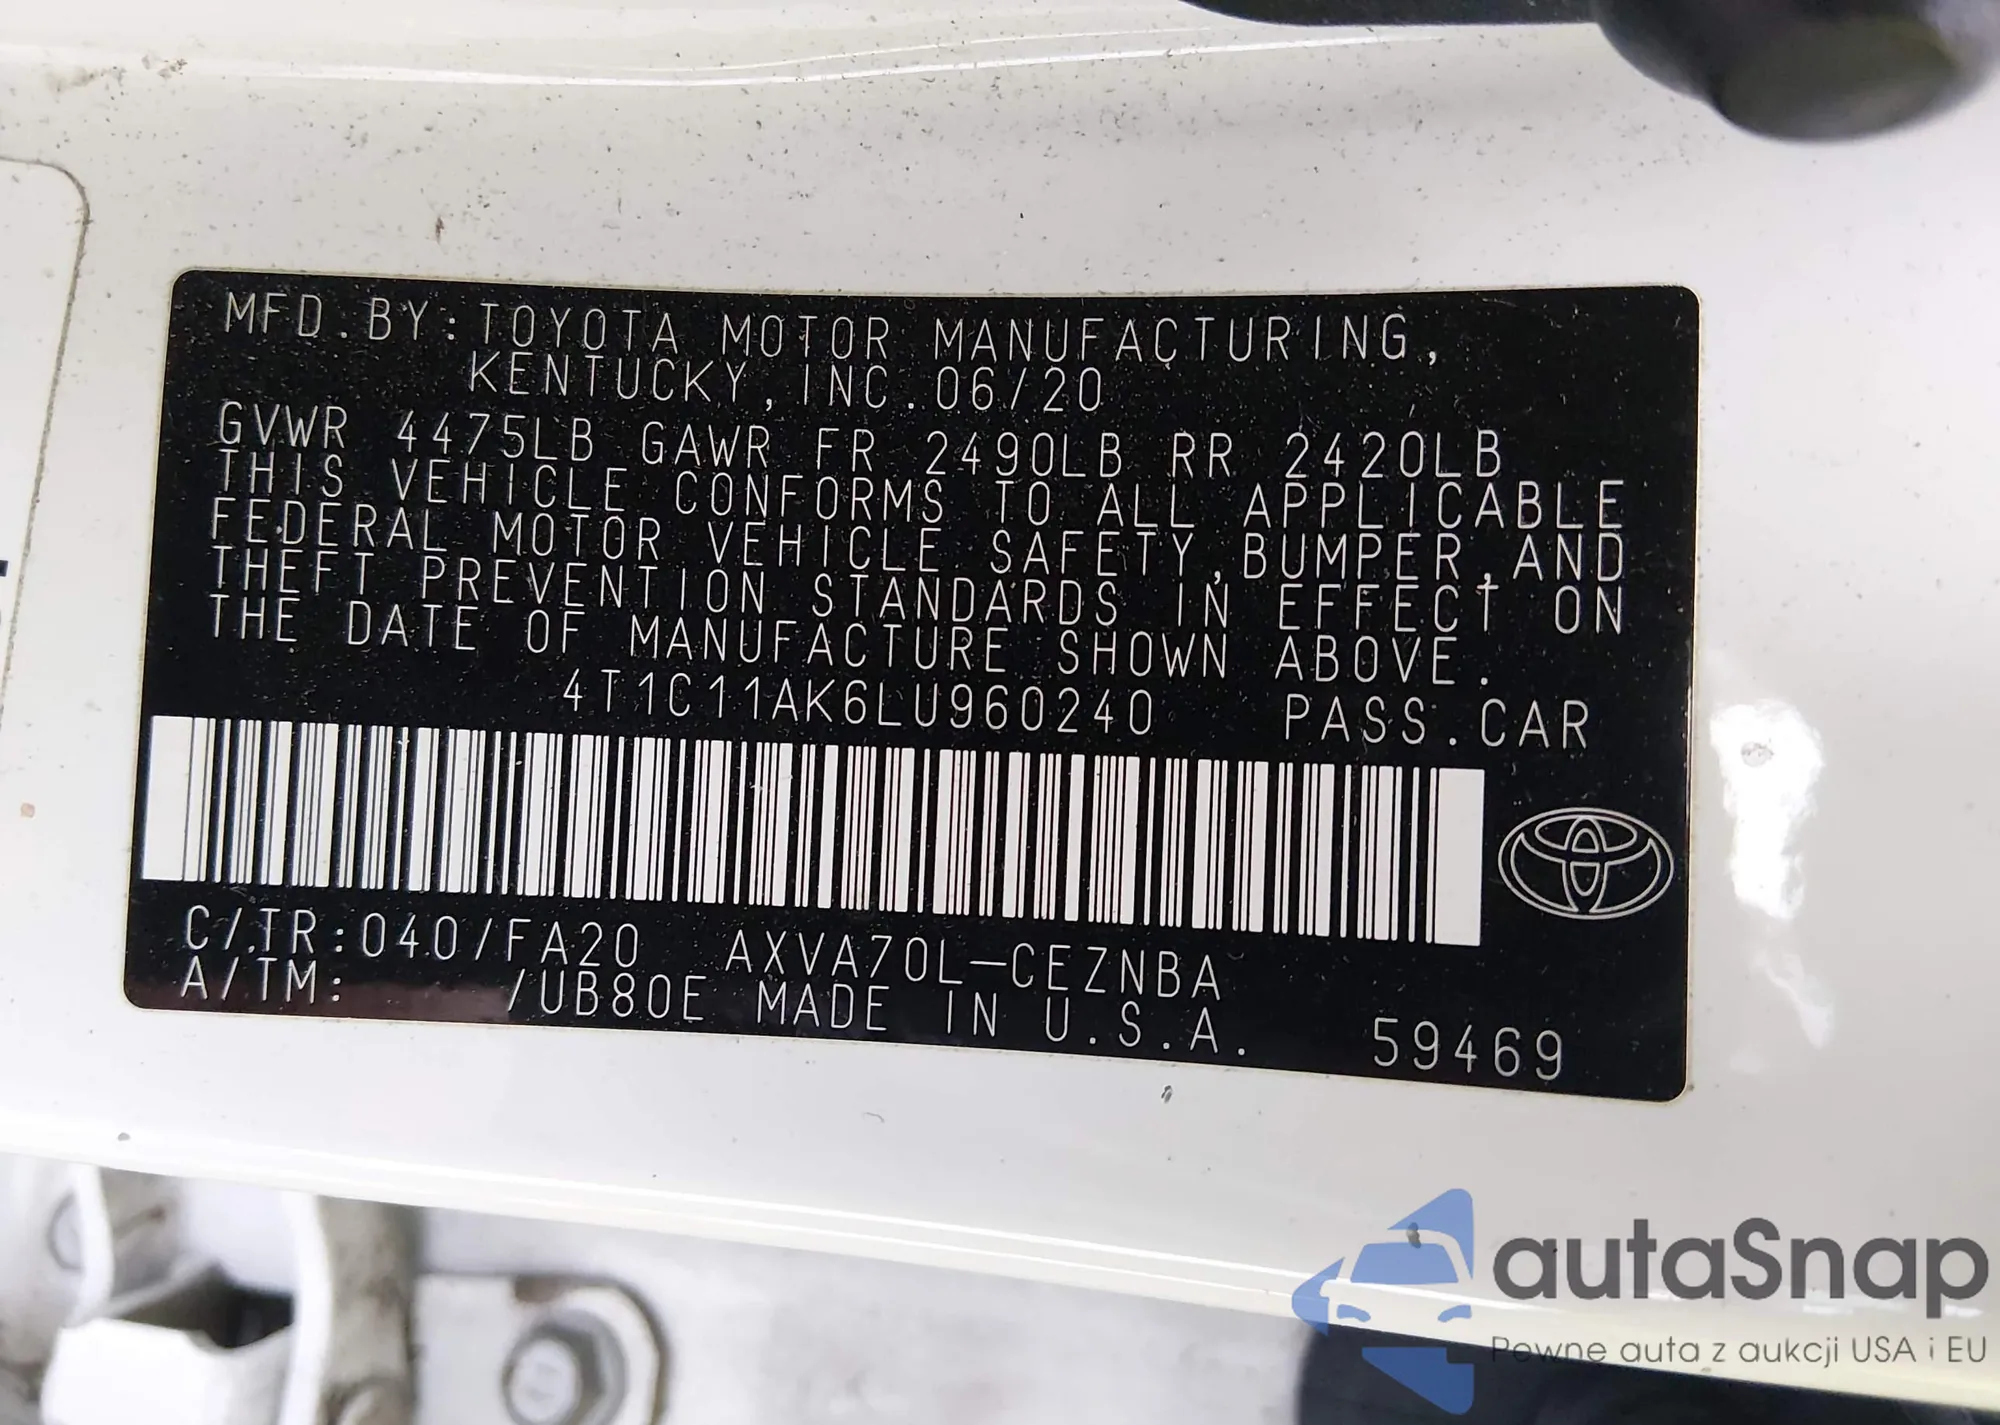 MFD.BY:TOYOTA MOTOR MANUFACTURING,
KENTUCKY,INC.06/20
GVWR 4475LB GAWR FR 2490LB RR 2420LB
THIS VEHICLE CONFORMS TO ALL APPLICABLE
FEDERAL MOTOR VEHICLE SAFETY,BUMPER,AND
THEFT PREVENTION STANDARDS IN EFFECT ON
THE DATE OF MANUFACTURE SHOWN ABOVE.
4T1C11AK6LU960240 PASS.CAR
C/TR:040/FA20 AXVA70L-CEZNBA
A/TM: /UB80E MADE IN U.S.A. 59469
autaSnap
Pewne auta z aukcji USA i EU